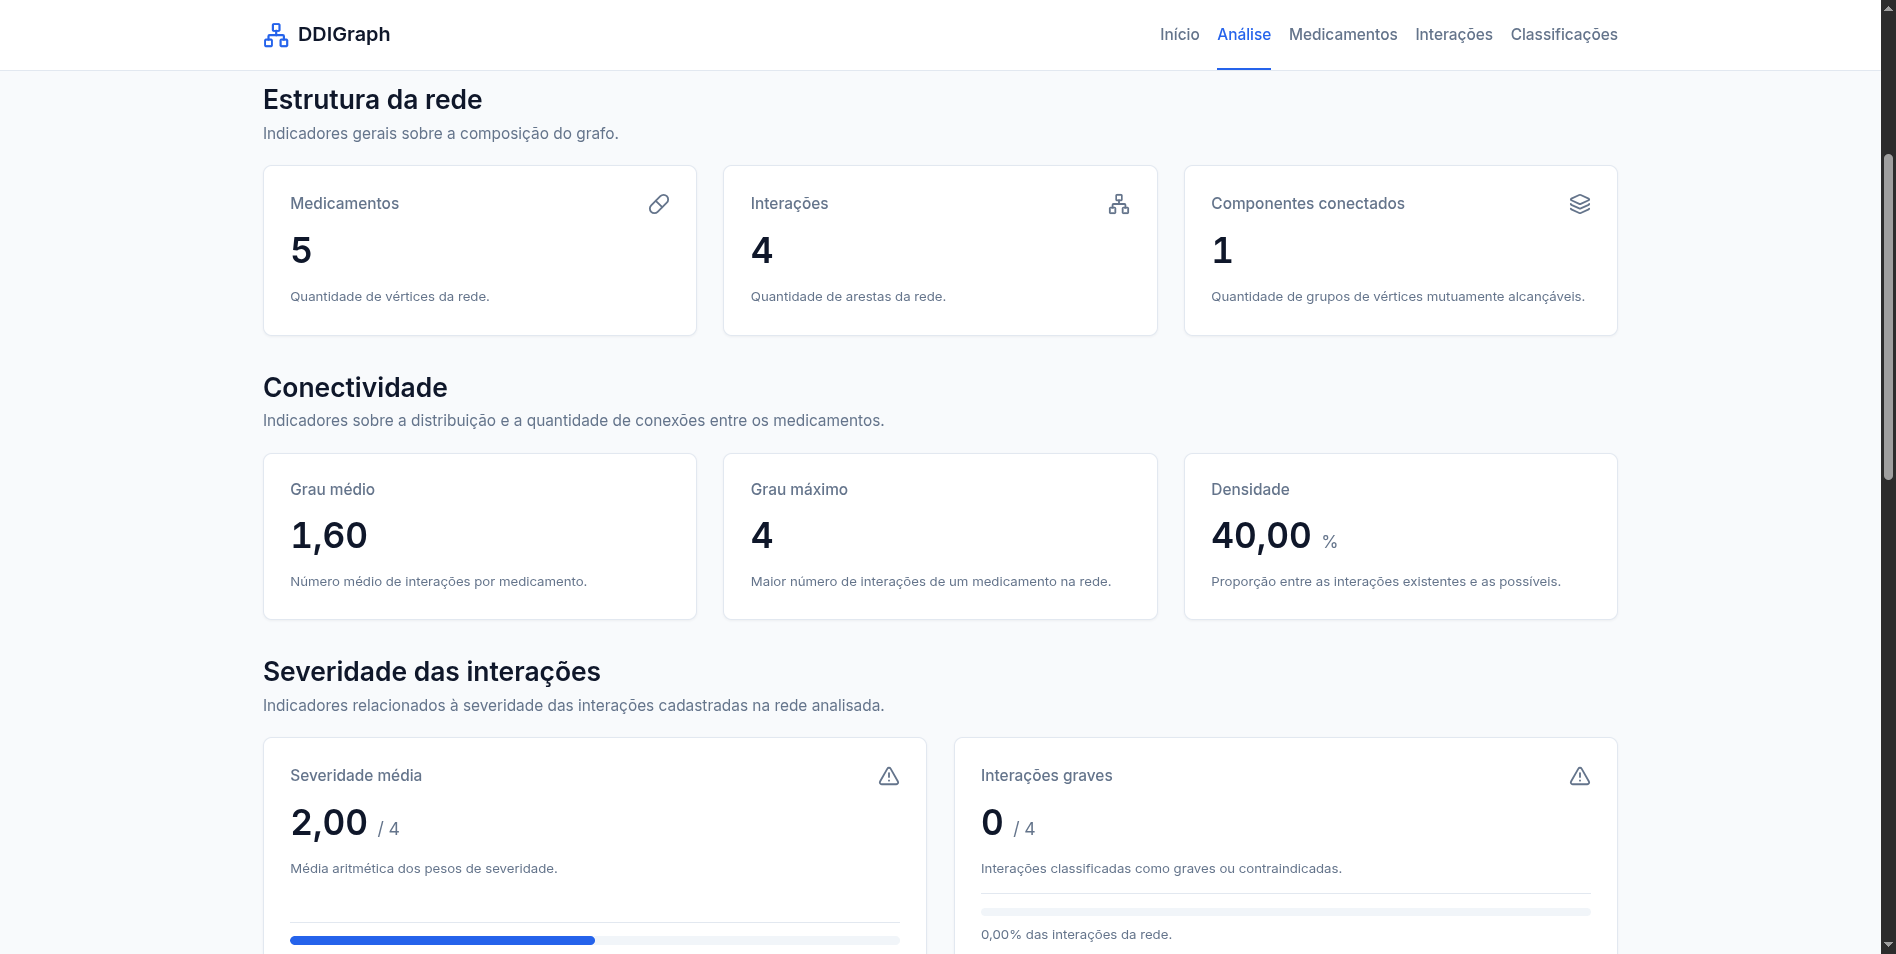 DDIGraph
Início Análise Medicamentos Interações Classificações
Estrutura da rede
Indicadores gerais sobre a composição do grafo.
Medicamentos
5
Quantidade de vértices da rede.
Interações
4
Quantidade de arestas da rede.
Componentes conectados
1
Quantidade de grupos de vértices mutuamente alcançáveis.
Conectividade
Indicadores sobre a distribuição e a quantidade de conexões entre os medicamentos.
Grau médio
1,60
Número médio de interações por medicamento.
Grau máximo
4
Maior número de interações de um medicamento na rede.
Densidade
40,00 %
Proporção entre as interações existentes e as possíveis.
Severidade das interações
Indicadores relacionados à severidade das interações cadastradas na rede analisada.
Severidade média
2,00 / 4
Média aritmética dos pesos de severidade.
Interações graves
0 / 4
Interações classificadas como graves ou contraindicadas.
0,00% das interações da rede.